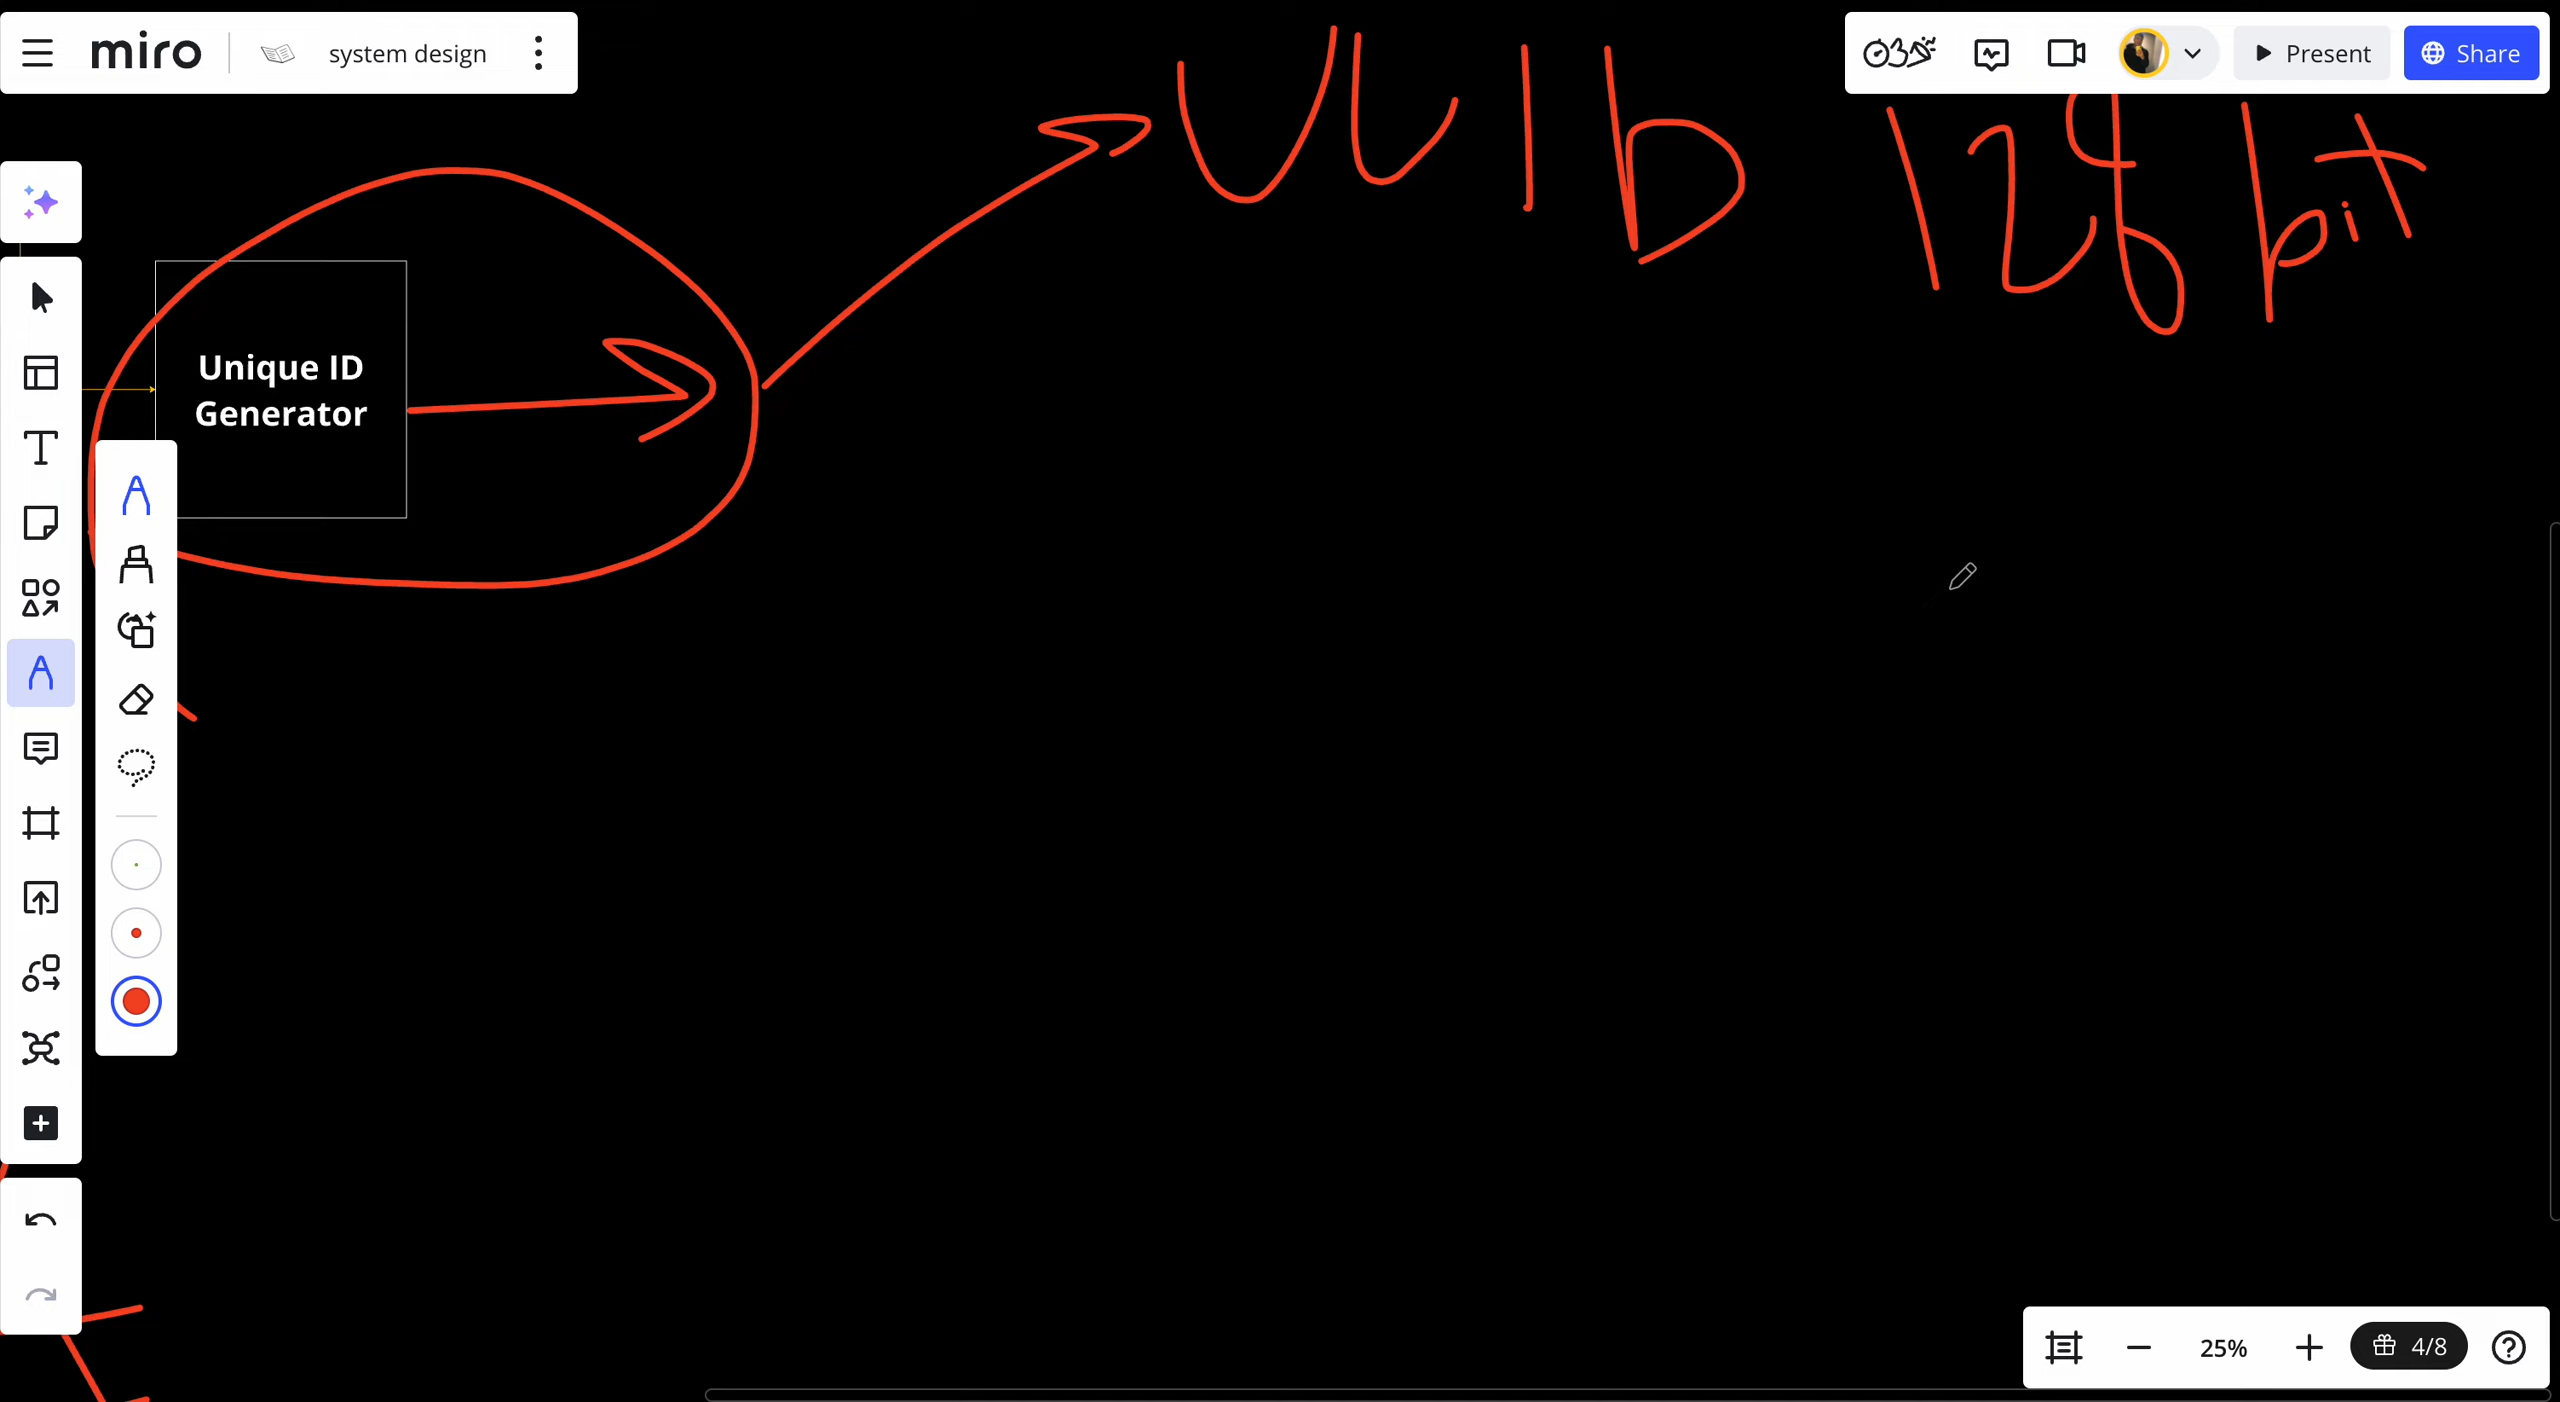 miro system design
Present Share
UUID 128 bit
Unique ID
Generator
25% 4/8